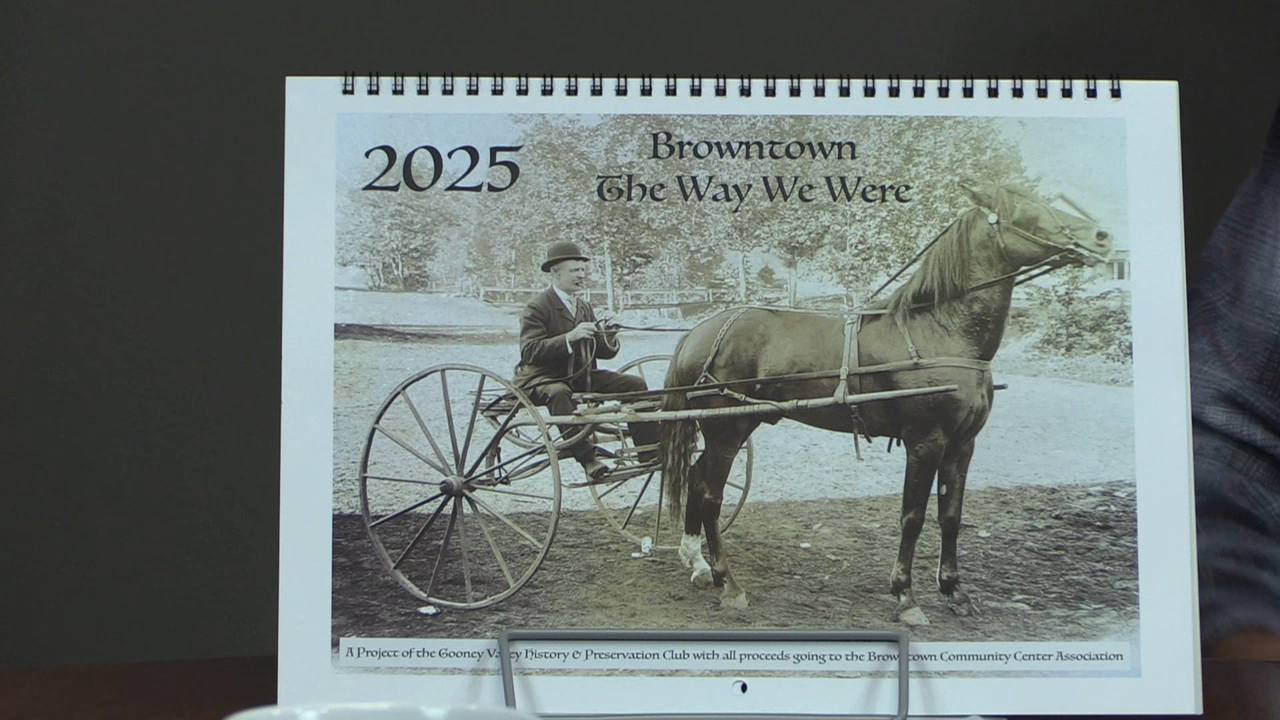 2025
Browntown
The Way We Were
A Project of the Gooney Valley History & Preservation Club with all proceeds going to the Browntown Community Center Association